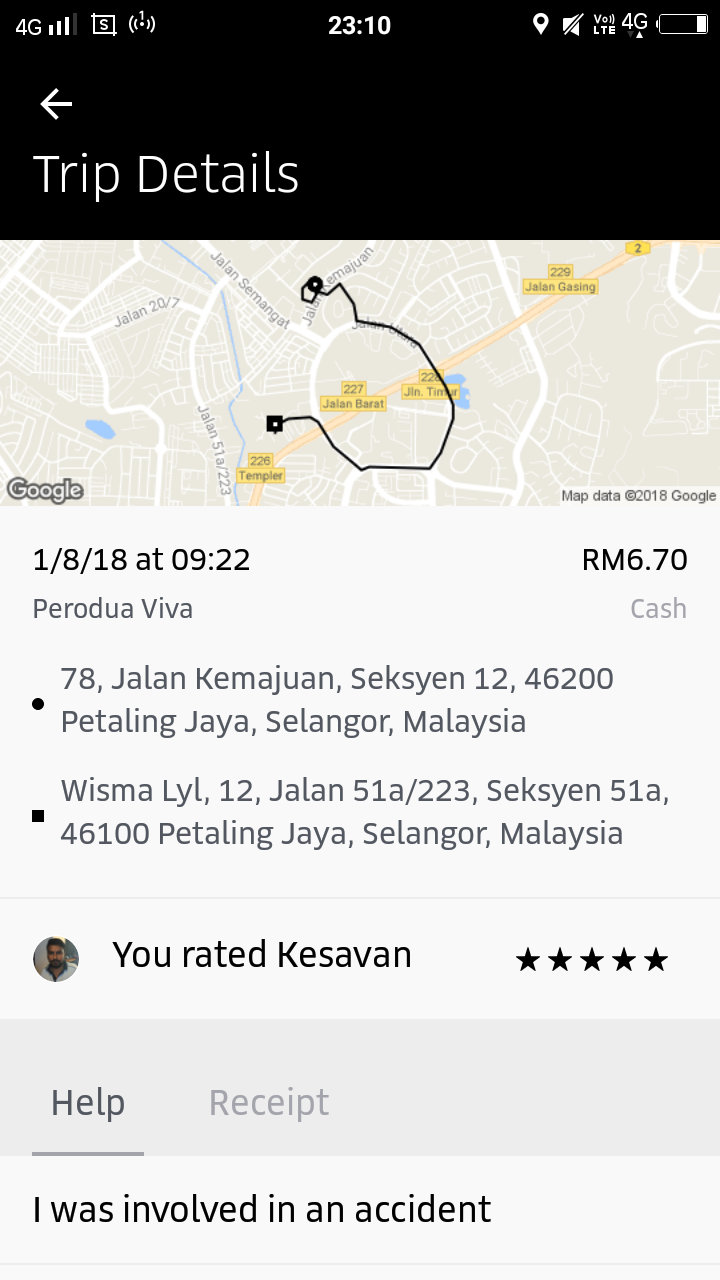 4G S 1 23:10 Vo)) LTE 4G
Trip Details
2
Jalan Semangat
Jalan Kemajuan
229
Jalan Gasing
Jalan 20/7
Jalan Utara
227
Jalan Barat
228
Jln. Timur
Jalan 51a/223
226
Templer
Google
Map data ©2018 Google
1/8/18 at 09:22 RM6.70
Perodua Viva Cash
78, Jalan Kemajuan, Seksyen 12, 46200
Petaling Jaya, Selangor, Malaysia
Wisma Lyl, 12, Jalan 51a/223, Seksyen 51a,
46100 Petaling Jaya, Selangor, Malaysia
You rated Kesavan ★★★★★
Help Receipt
I was involved in an accident